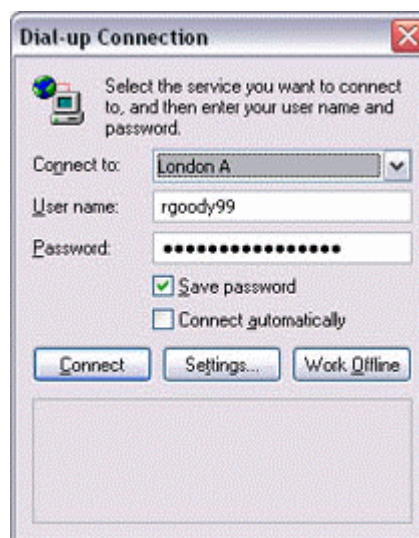 Dial-up Connection
Select the service you want to connect
to, and then enter your user name and
password.
Connect to:
London A
User name:
rgoody99
Password:
••••••••••••••••
Save password
Connect automatically
Connect
Settings...
Work Offline